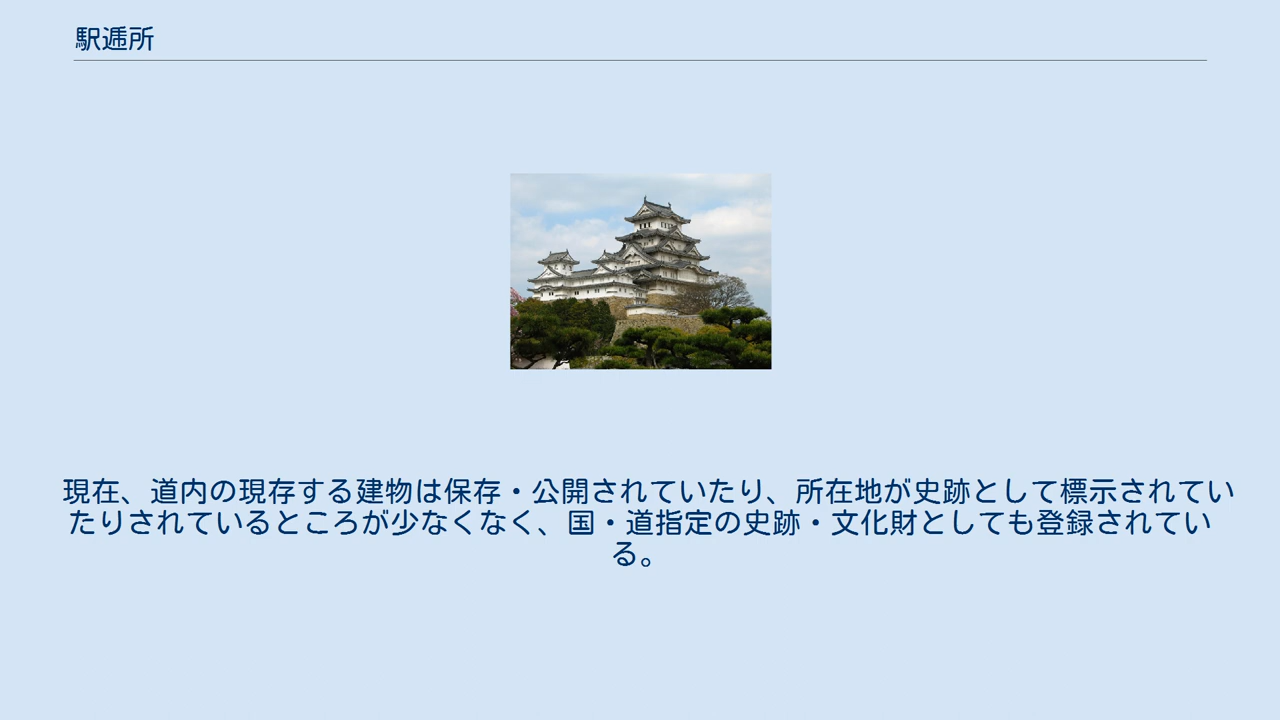 駅逓所
現在、道内の現存する建物は保存・公開されていたり、所在地が史跡として標示されてい
たりされているところが少なくなく、国・道指定の史跡・文化財としても登録されてい
る。